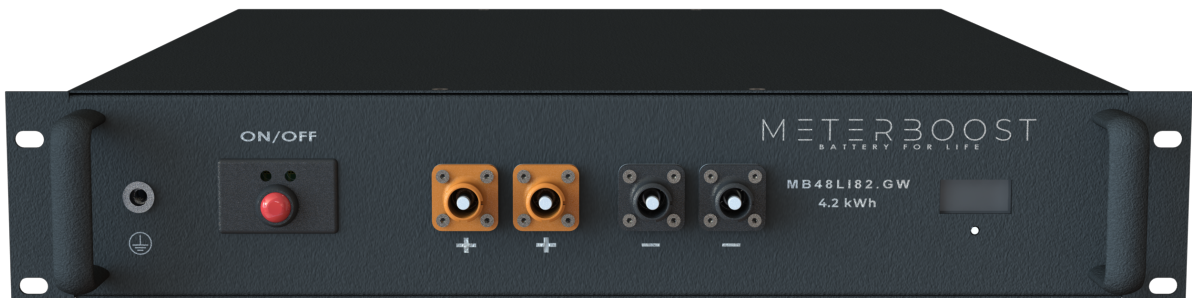 ON/OFF
METERBOOST
BATTERY FOR LIFE
MB48LI82.GW
4.2 kWh
+ + − −